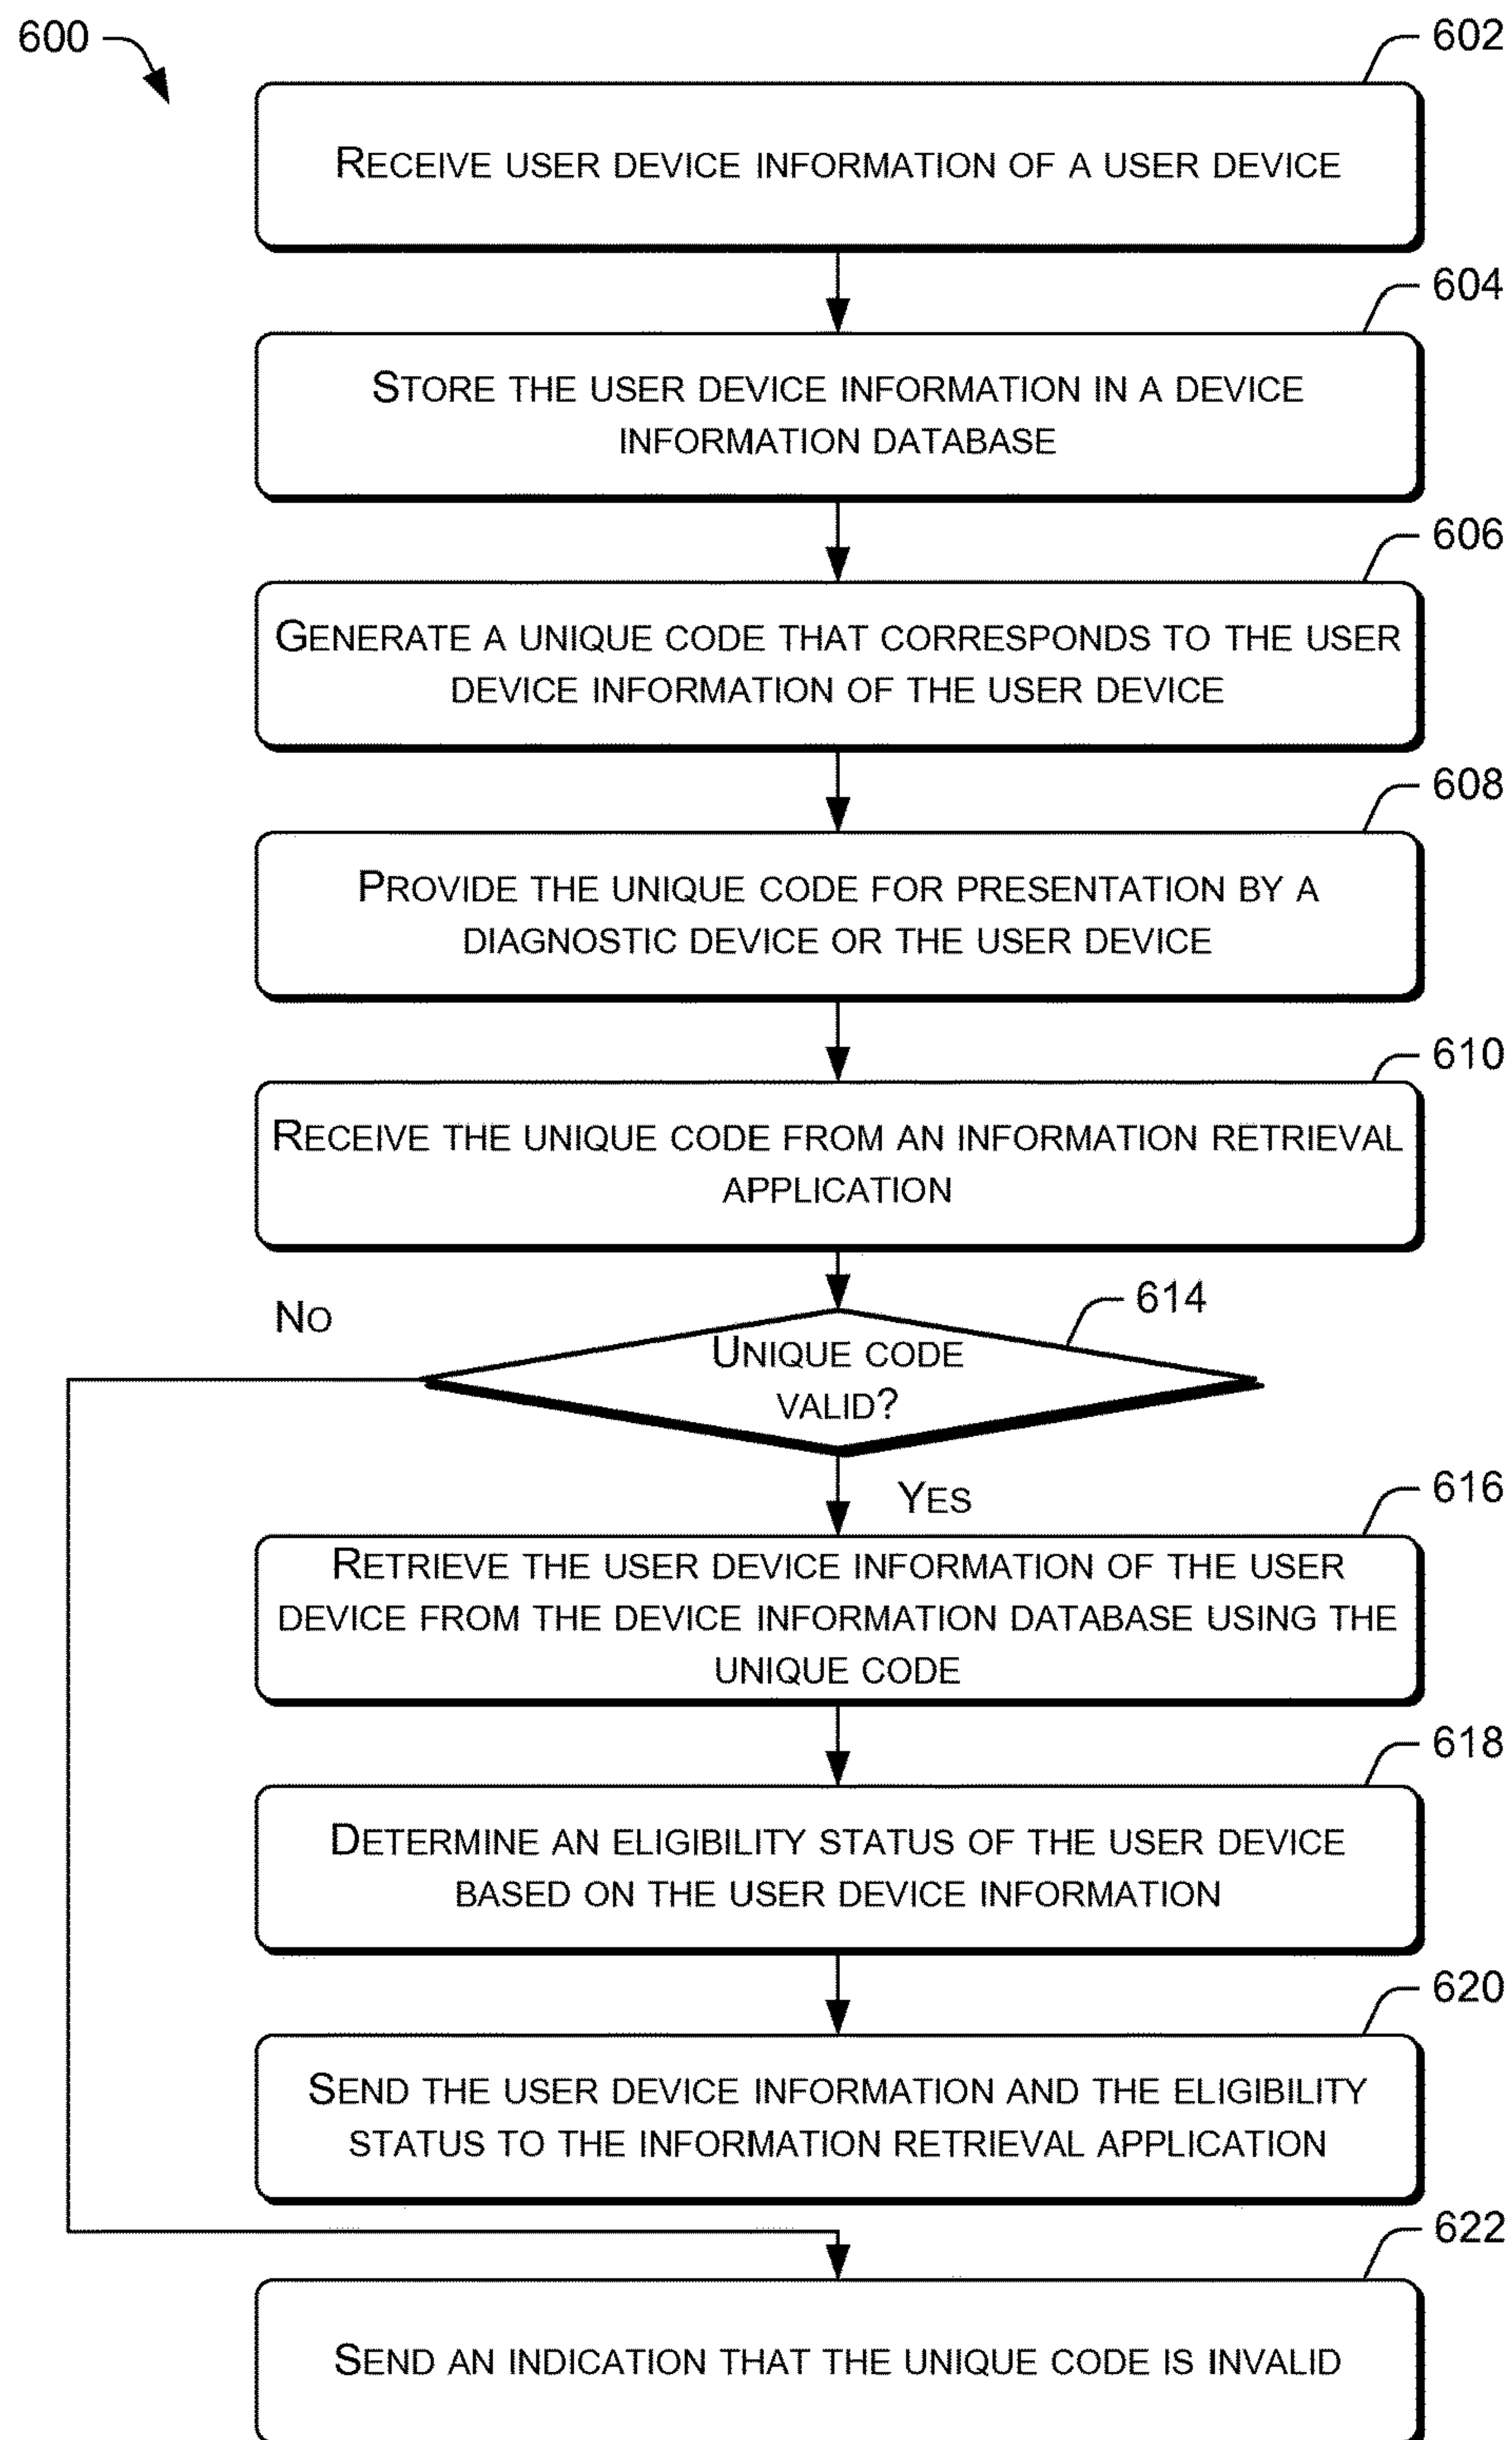 600
602
RECEIVE USER DEVICE INFORMATION OF A USER DEVICE
604
STORE THE USER DEVICE INFORMATION IN A DEVICE
INFORMATION DATABASE
606
GENERATE A UNIQUE CODE THAT CORRESPONDS TO THE USER
DEVICE INFORMATION OF THE USER DEVICE
608
PROVIDE THE UNIQUE CODE FOR PRESENTATION BY A
DIAGNOSTIC DEVICE OR THE USER DEVICE
610
RECEIVE THE UNIQUE CODE FROM AN INFORMATION RETRIEVAL
APPLICATION
614
NO
UNIQUE CODE
VALID?
YES
616
RETRIEVE THE USER DEVICE INFORMATION OF THE USER
DEVICE FROM THE DEVICE INFORMATION DATABASE USING THE
UNIQUE CODE
618
DETERMINE AN ELIGIBILITY STATUS OF THE USER DEVICE
BASED ON THE USER DEVICE INFORMATION
620
SEND THE USER DEVICE INFORMATION AND THE ELIGIBILITY
STATUS TO THE INFORMATION RETRIEVAL APPLICATION
622
SEND AN INDICATION THAT THE UNIQUE CODE IS INVALID